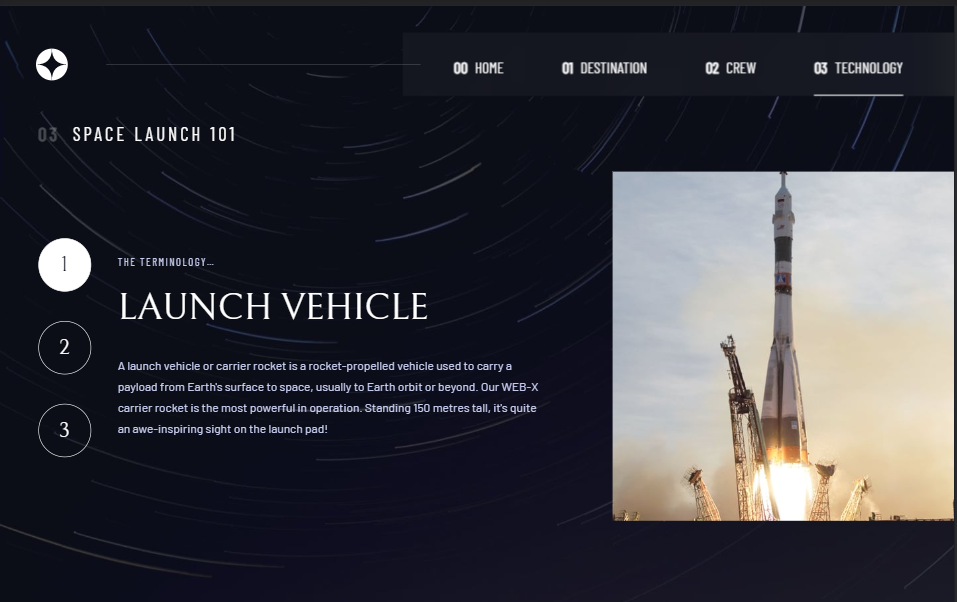 00 HOME
01 DESTINATION
02 CREW
03 TECHNOLOGY
03 SPACE LAUNCH 101
1
2
3
THE TERMINOLOGY...
LAUNCH VEHICLE
A launch vehicle or carrier rocket is a rocket-propelled vehicle used to carry a
payload from Earth's surface to space, usually to Earth orbit or beyond. Our WEB-X
carrier rocket is the most powerful in operation. Standing 150 metres tall, it's quite
an awe-inspiring sight on the launch pad!